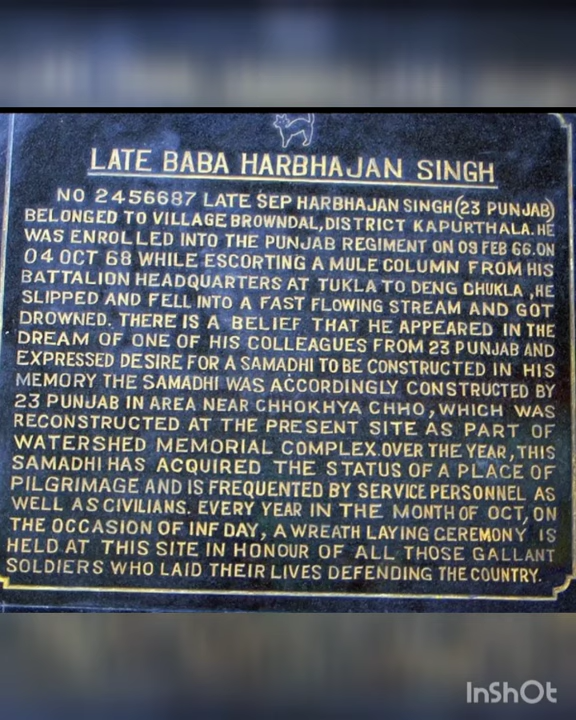 LATE BABA HARBHAJAN SINGH
NO 2456687 LATE SEP HARBHAJAN SINGH (23 PUNJAB)
BELONGED TO VILLAGE BROWNDAL, DISTRICT KAPURTHALA. HE
WAS ENROLLED INTO THE PUNJAB REGIMENT ON 09 FEB 66. ON
04 OCT 68 WHILE ESCORTING A MULE COLUMN FROM HIS
BATTALION HEADQUARTERS AT TUKLA TO DENG CHUKLA , HE
SLIPPED AND FELL INTO A FAST FLOWING STREAM AND GOT
DROWNED. THERE IS A BELIEF THAT HE APPEARED IN THE
DREAM OF ONE OF HIS COLLEAGUES FROM 23 PUNJAB AND
EXPRESSED DESIRE FOR A SAMADHI TO BE CONSTRUCTED IN HIS
MEMORY THE SAMADHI WAS ACCORDINGLY CONSTRUCTED BY
23 PUNJAB IN AREA NEAR CHHOKHYA CHHO, WHICH WAS
RECONSTRUCTED AT THE PRESENT SITE AS PART OF
WATERSHED MEMORIAL COMPLEX. OVER THE YEAR, THIS
SAMADHI HAS ACQUIRED THE STATUS OF A PLACE OF
PILGRIMAGE AND IS FREQUENTED BY SERVICE PERSONNEL AS
WELL AS CIVILIANS. EVERY YEAR IN THE MONTH OF OCT, ON
THE OCCASION OF INF DAY, A WREATH LAYING CEREMONY IS
HELD AT THIS SITE IN HONOUR OF ALL THOSE GALLANT
SOLDIERS WHO LAID THEIR LIVES DEFENDING THE COUNTRY.
InShOt